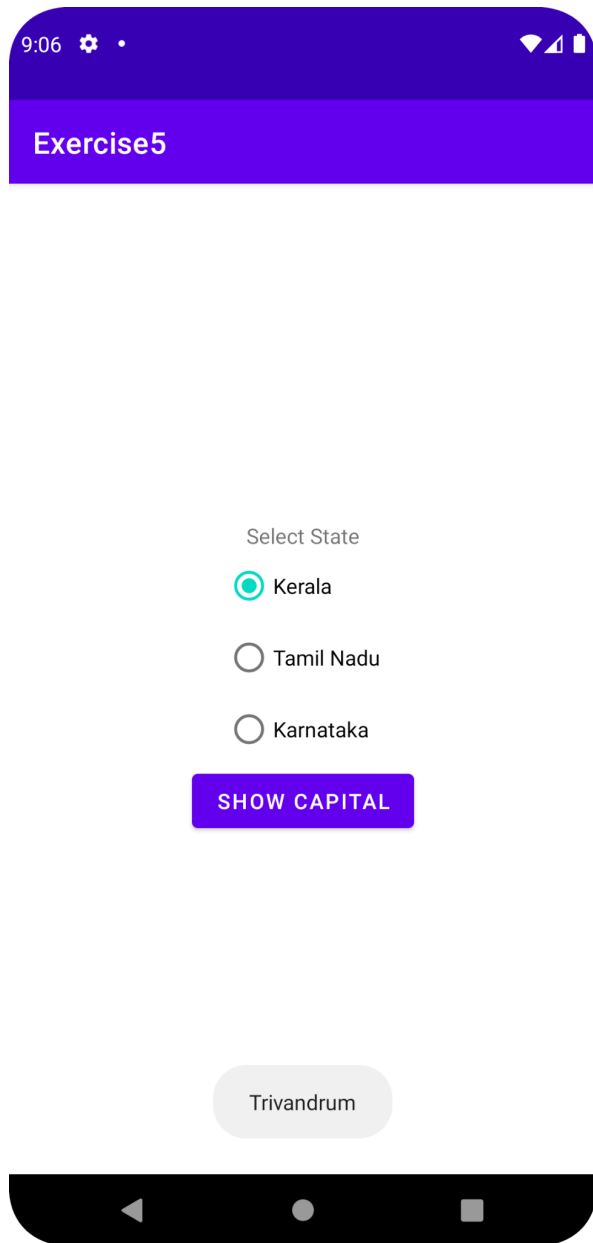 9:06
Exercise5
Select State
Kerala
Tamil Nadu
Karnataka
SHOW CAPITAL
Trivandrum